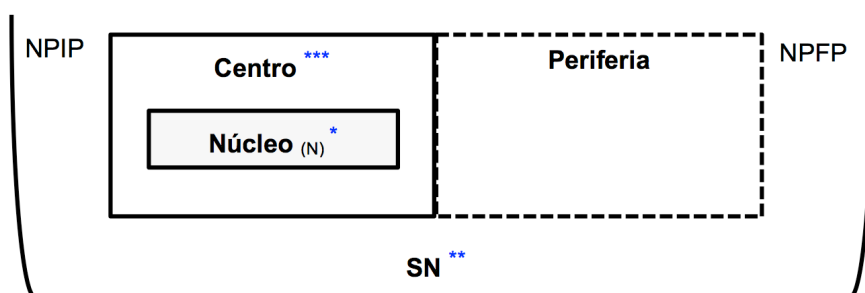 NPIP
Centro ***
Periferia
NPFP
Núcleo (N) *
SN **